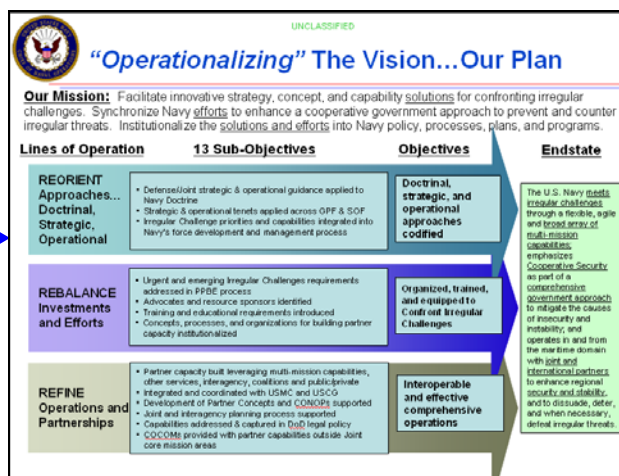 UNCLASSIFIED
"Operationalizing" The Vision…Our Plan
Our Mission: Facilitate innovative strategy, concept, and capability solutions for confronting irregular
challenges. Synchronize Navy efforts to enhance a cooperative government approach to prevent and counter
irregular threats. Institutionalize the solutions and efforts into Navy policy, processes, plans, and programs.
Lines of Operation
13 Sub-Objectives
Objectives
Endstate
REORIENT
Approaches…
Doctrinal,
Strategic,
Operational
• Defense/Joint strategic & operational guidance applied to
Navy Doctrine
• Strategic & operational tenets applied across GPF & SOF
• Irregular Challenge priorities and capabilities integrated into
Navy's force development and management process
Doctrinal,
strategic, and
operational
approaches
codified
REBALANCE
Investments
and Efforts
• Urgent and emerging Irregular Challenges requirements
addressed in PPBE process
• Advocates and resource sponsors identified
• Training and educational requirements introduced
• Concepts, processes, and organizations for building partner
capacity institutionalized
Organized, trained,
and equipped to
Confront Irregular
Challenges
REFINE
Operations and
Partnerships
• Partner capacity built leveraging multi-mission capabilities,
other services, interagency, coalitions and public/private
• Integrated and coordinated with USMC and USCG
• Development of Partner Concepts and CONOPs supported
• Joint and interagency planning process supported
• Capabilities addressed & captured in DoD legal policy
• COCOMs provided with partner capabilities outside Joint
core mission areas
Interoperable
and effective
comprehensive
operations
The U.S. Navy meets
irregular challenges
through a flexible, agile
and broad array of
multi-mission
capabilities;
emphasizes
Cooperative Security
as part of a
comprehensive
government approach
to mitigate the causes
of insecurity and
instability; and
operates in and from
the maritime domain
with joint and
international partners
to enhance regional
security and stability,
and to dissuade, deter,
and when necessary,
defeat irregular threats.